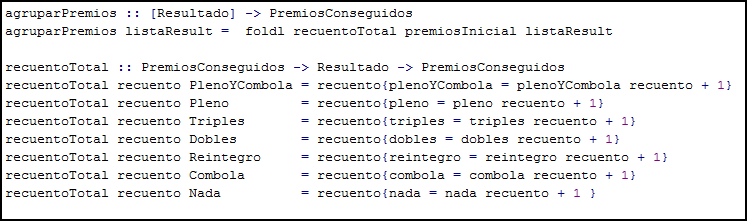 agruparPremios :: [Resultado] -> PremiosConseguidos
agruparPremios listaResult =  foldl recuentoTotal premiosInicial listaResult

recuentoTotal :: PremiosConseguidos -> Resultado -> PremiosConseguidos
recuentoTotal recuento PlenoYCombola = recuento{plenoYCombola = plenoYCombola recuento + 1}
recuentoTotal recuento Pleno         = recuento{pleno = pleno recuento + 1}
recuentoTotal recuento Triples       = recuento{triples = triples recuento + 1}
recuentoTotal recuento Dobles        = recuento{dobles = dobles recuento + 1}
recuentoTotal recuento Reintegro     = recuento{reintegro = reintegro recuento + 1}
recuentoTotal recuento Combola       = recuento{combola = combola recuento + 1}
recuentoTotal recuento Nada          = recuento{nada = nada recuento + 1 }